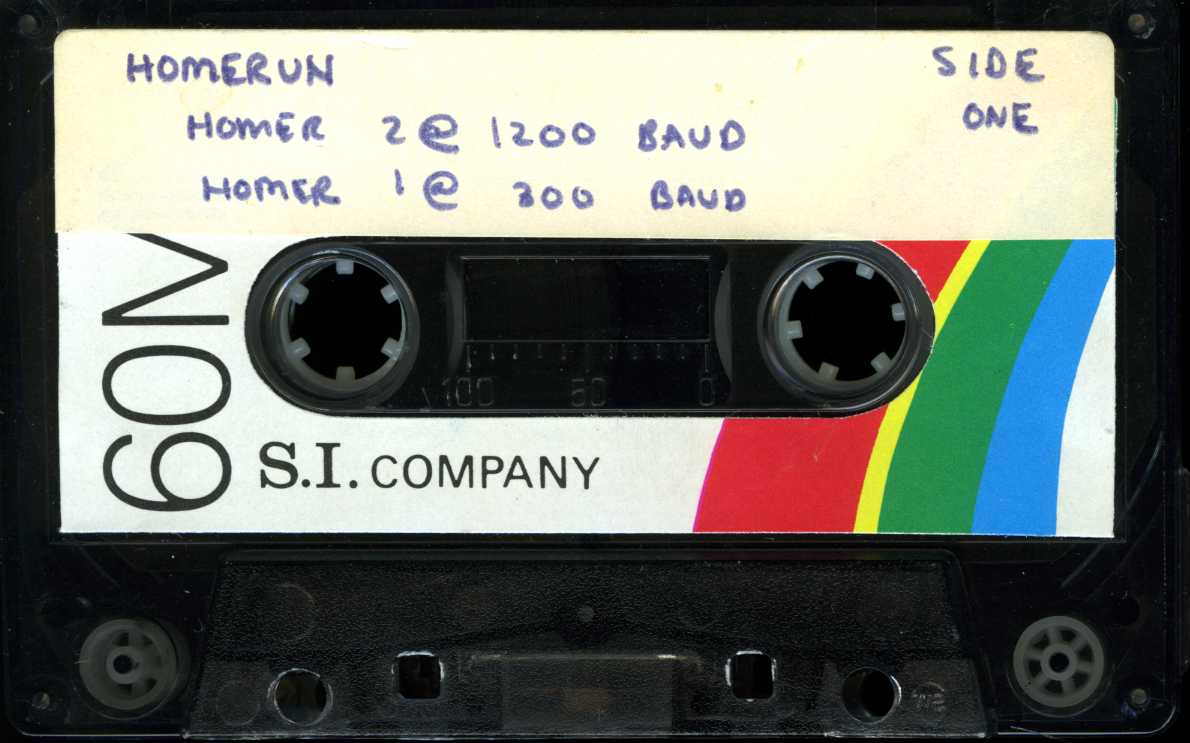 HOMERUN
SIDE
ONE
HOMER 2 @ 1200 BAUD
HOMER 1 @ 300 BAUD
60M
100 50 0
S.I. COMPANY